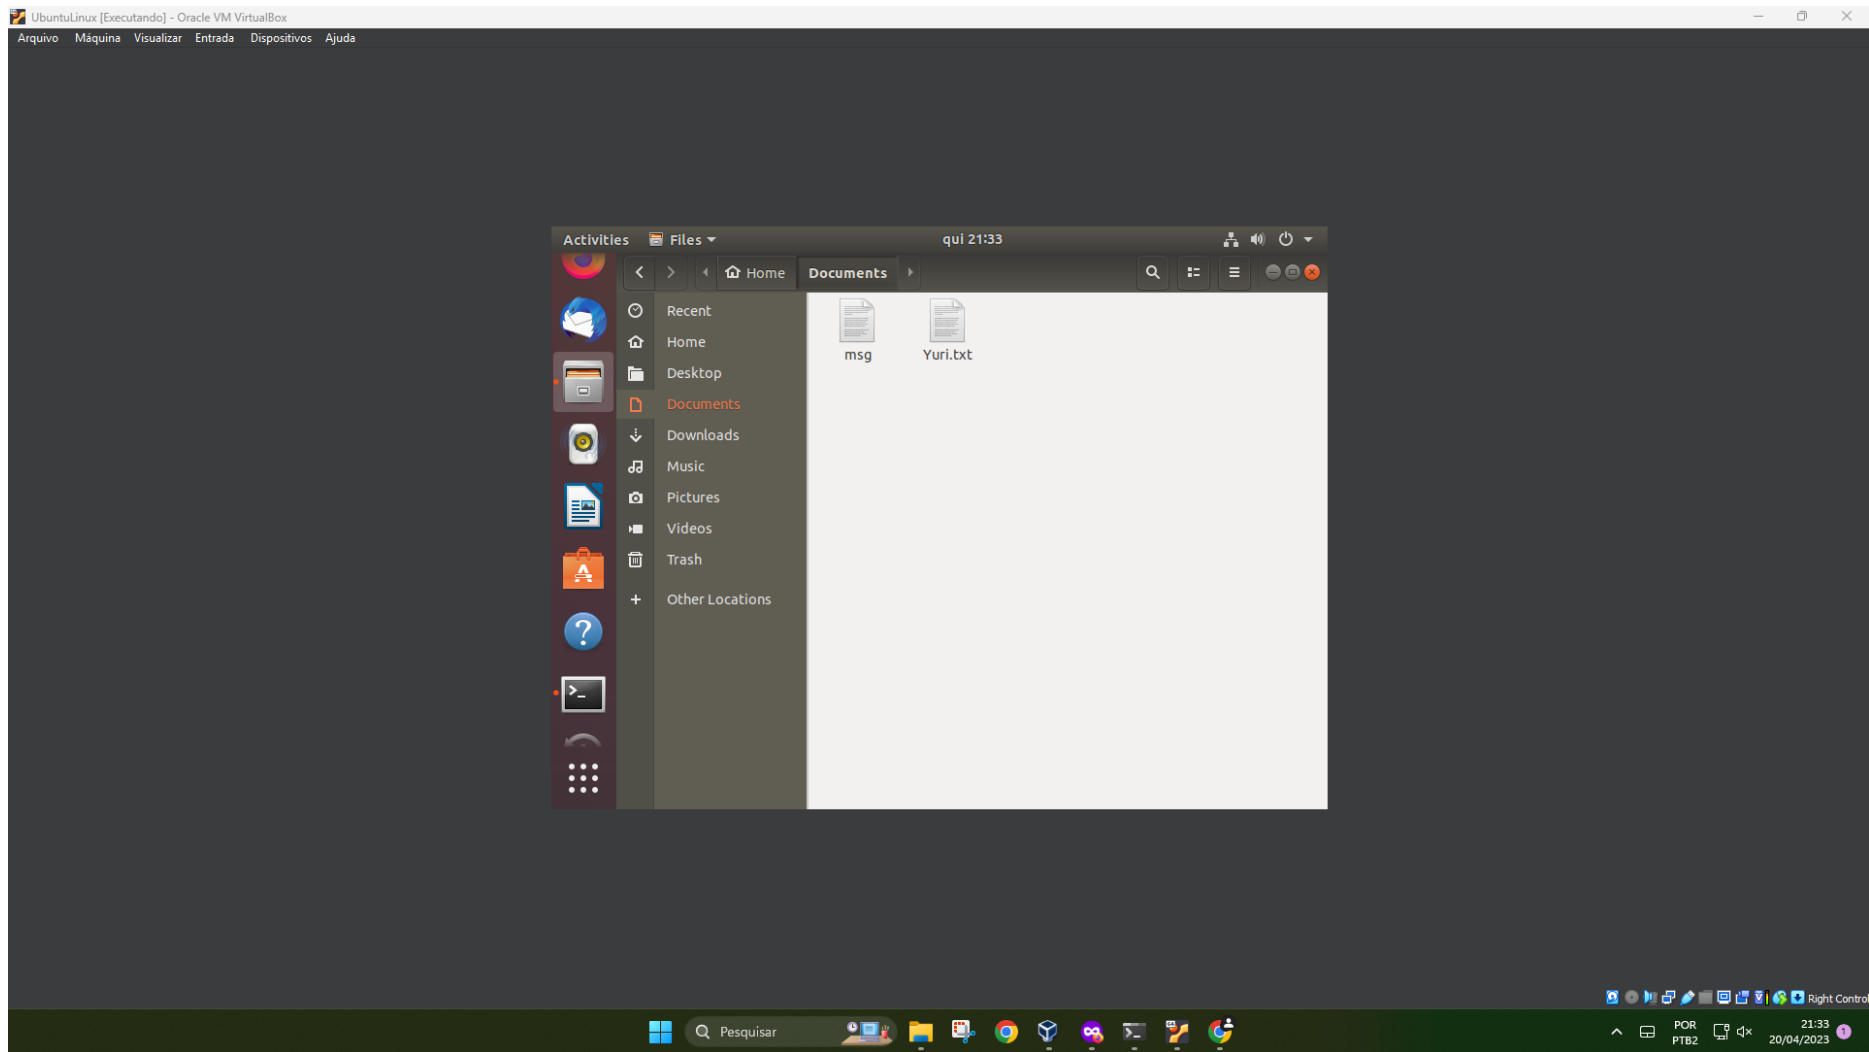 UbuntuLinux [Executando] - Oracle VM VirtualBox
Arquivo Máquina Visualizar Entrada Dispositivos Ajuda
Activities Files qui 21:33
Home Documents
Recent
Home
Desktop
Documents
Downloads
Music
Pictures
Videos
Trash
Other Locations
msg Yuri.txt
Right Control
Pesquisar
POR
PTB2
21:33
20/04/2023
1